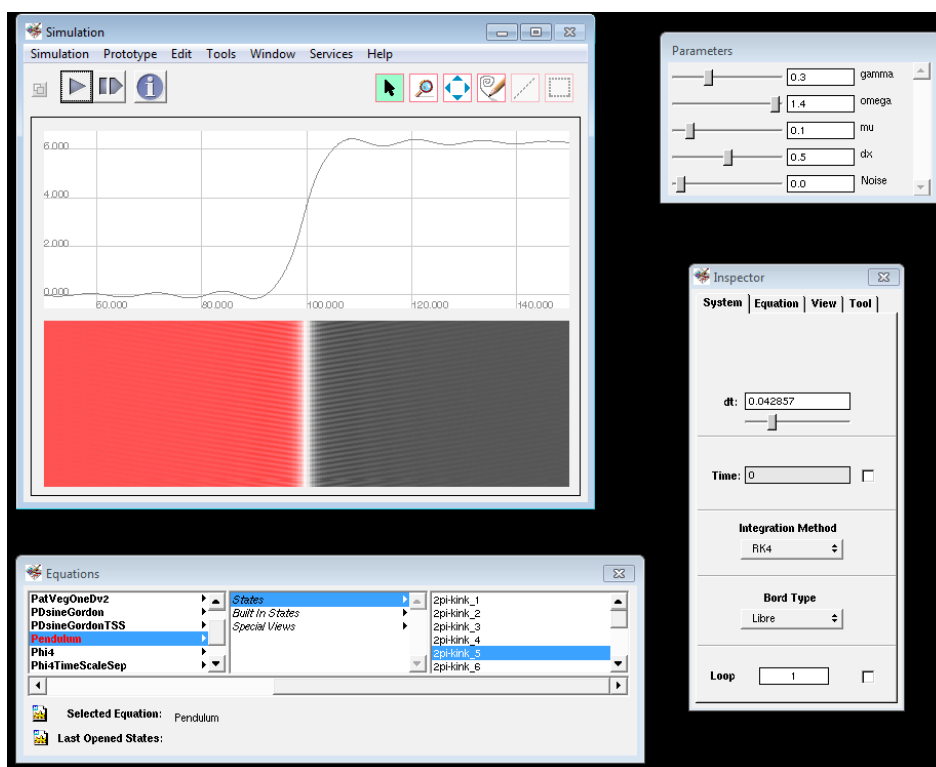 Simulation
Simulation Prototype Edit Tools Window Services Help
6.000
4.000
2.000
0.000
60.000 80.000 100.000 120.000 140.000
Parameters
0.3 gamma
1.4 omega
0.1 mu
0.5 dx
0.0 Noise
Inspector
System Equation View Tool
dt: 0.042857
Time: 0
Integration Method
RK4
Bord Type
Libre
Loop 1
Equations
PatVegOneDv2 States 2pi-kink_1
PDsineGordon Built In States 2pi-kink_2
PDsineGordonTSS Special Views 2pi-kink_3
Pendulum 2pi-kink_4
Phi4 2pi-kink_5
Phi4TimeScaleSep 2pi-kink_6
Selected Equation: Pendulum
Last Opened States: